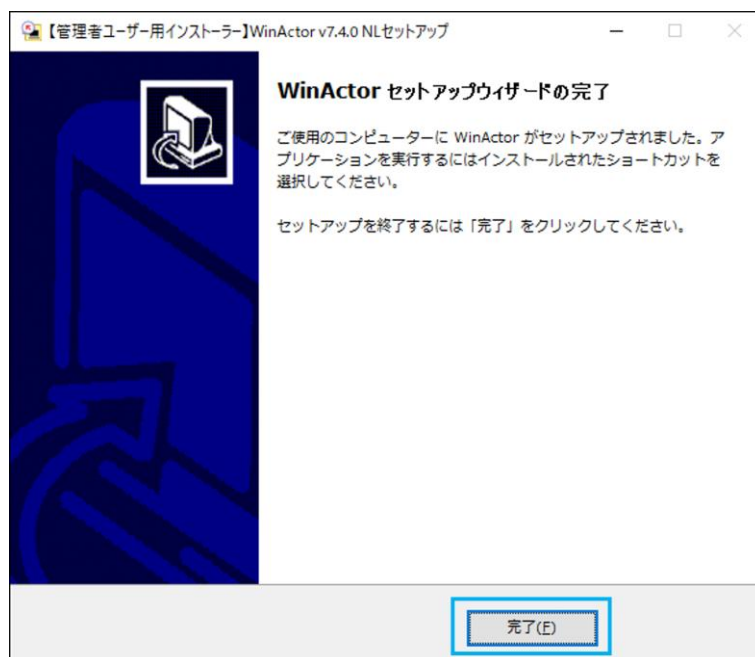 【管理者ユーザー用インストーラー】WinActor v7.4.0 NLセットアップ
WinActor セットアップウィザードの完了
ご使用のコンピューターに WinActor がセットアップされました。ア
プリケーションを実行するにはインストールされたショートカットを
選択してください。
セットアップを終了するには「完了」をクリックしてください。
完了(F)